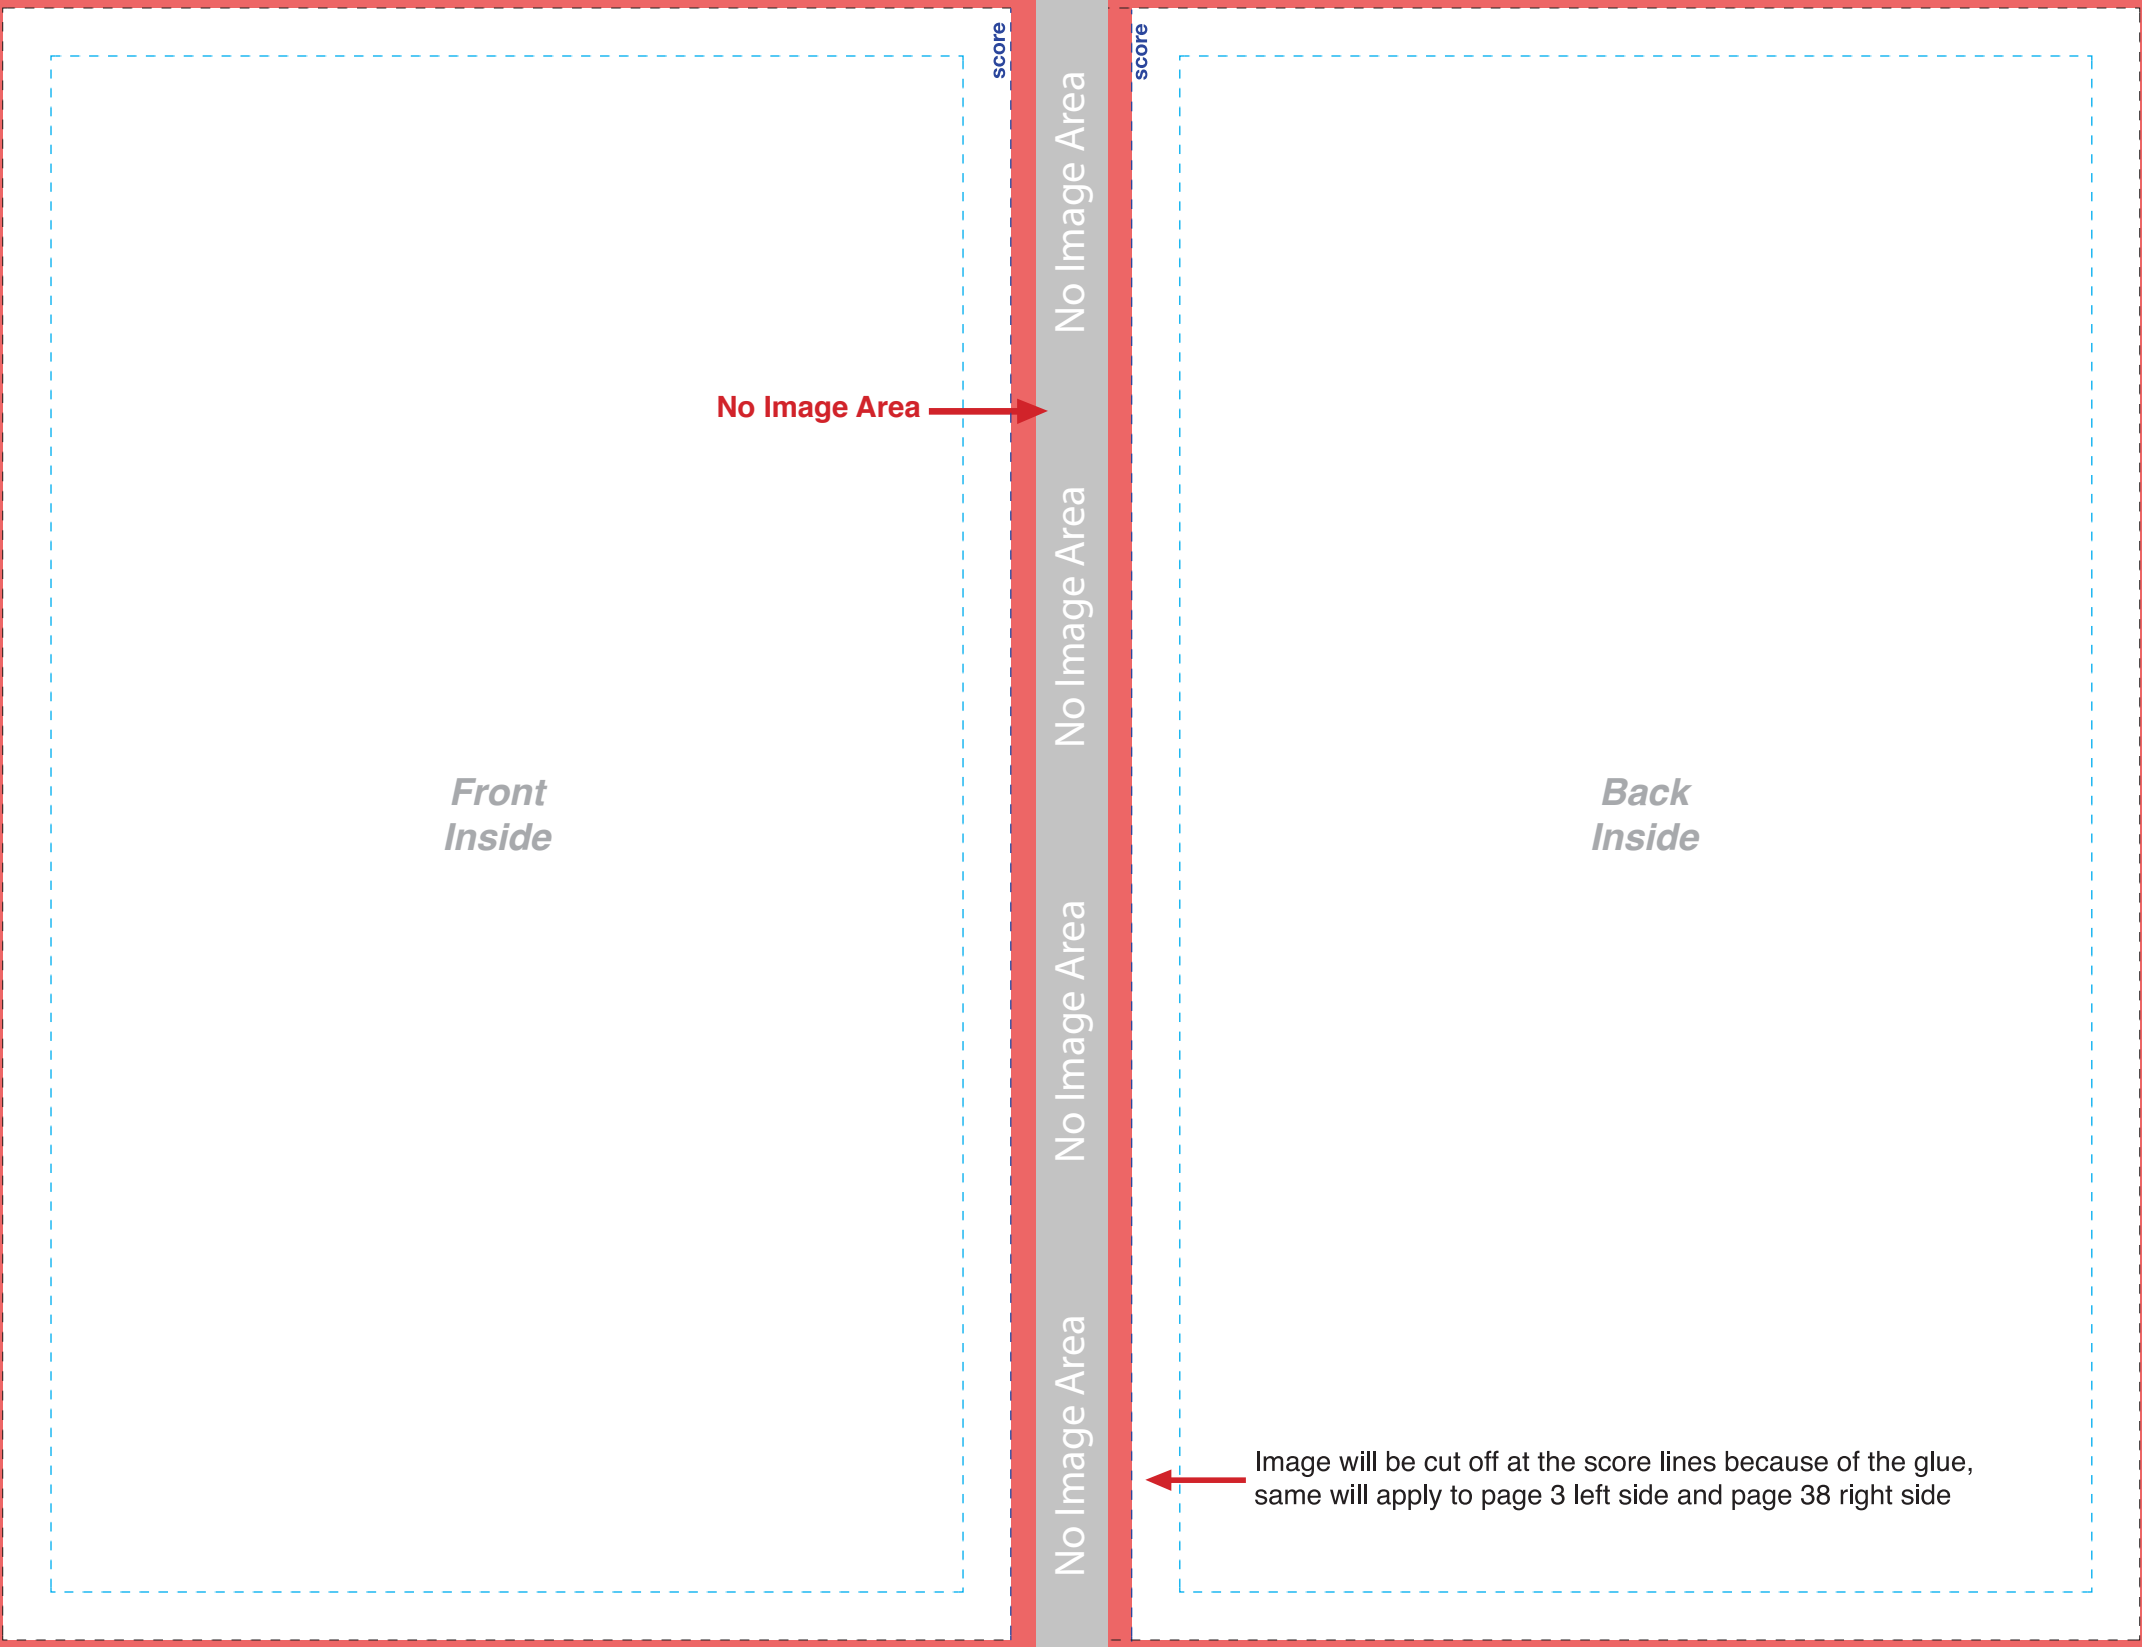 score
score
No Image Area
No Image Area
No Image Area
No Image Area
No Image Area
Front
Inside
Back
Inside
Image will be cut off at the score lines because of the glue,
same will apply to page 3 left side and page 38 right side